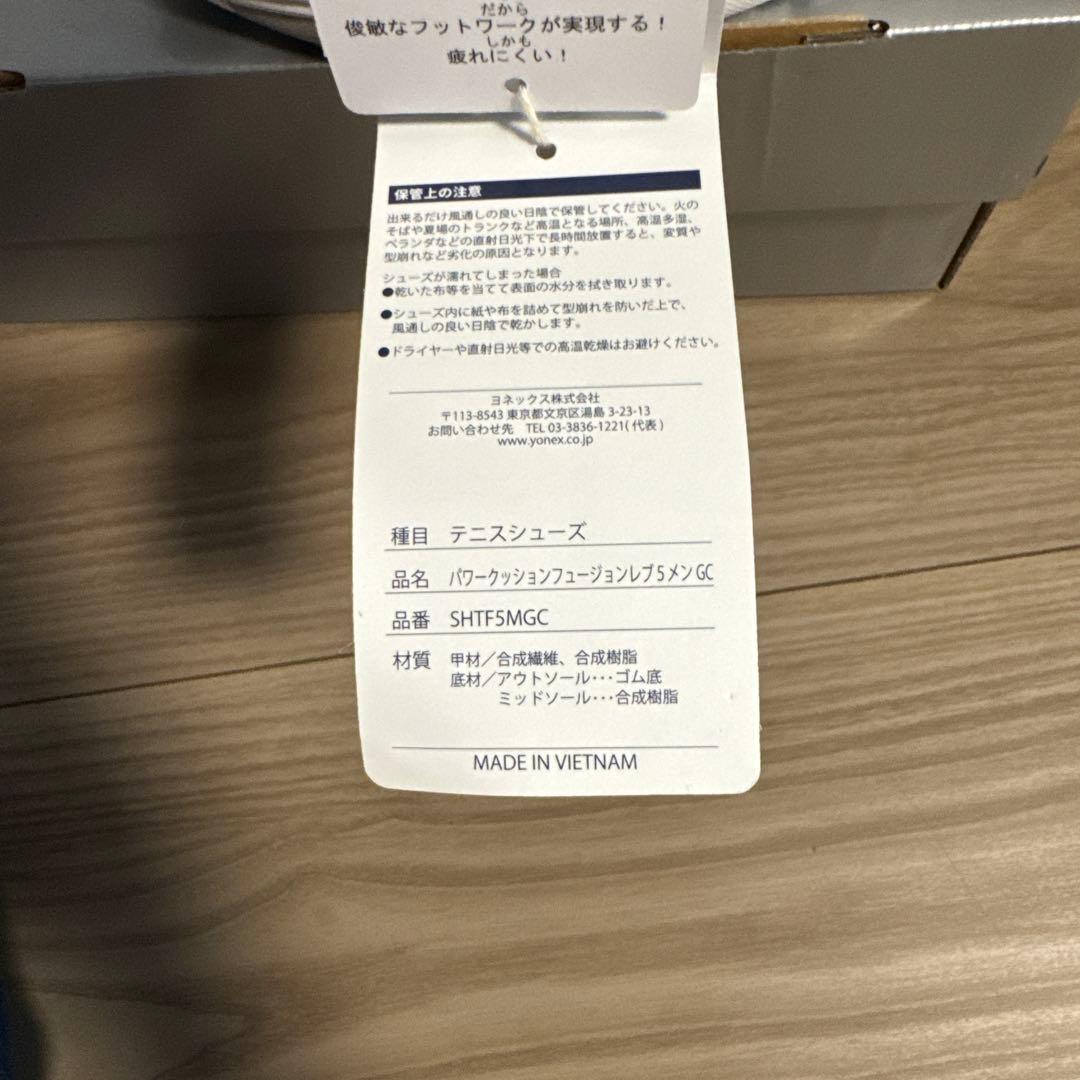 だから
俊敏なフットワークが実現する！
しかも
疲れにくい！
保管上の注意
出来るだけ風通しの良い日陰で保管してください。火の
そばや夏場のトランクなど高温となる場所、高温多湿、
ベランダなどの直射日光下で長時間放置すると、変質や
型崩れなど劣化の原因となります。
シューズが濡れてしまった場合
●乾いた布等を当てて表面の水分を拭き取ります。
●シューズ内に紙や布を詰めて型崩れを防いだ上で、
風通しの良い日陰で乾かします。
●ドライヤーや直射日光等での高温乾燥はお避けください。
ヨネックス株式会社
〒113-8543 東京都文京区湯島 3-23-13
お問い合わせ先 TEL 03-3836-1221(代表)
www.yonex.co.jp
種目 テニスシューズ
品名 パワークッションフュージョンレブ5メンGC
品番 SHTF5MGC
材質 甲材／合成繊維、合成樹脂
底材／アウトソール･･･ゴム底
ミッドソール･･･合成樹脂
MADE IN VIETNAM